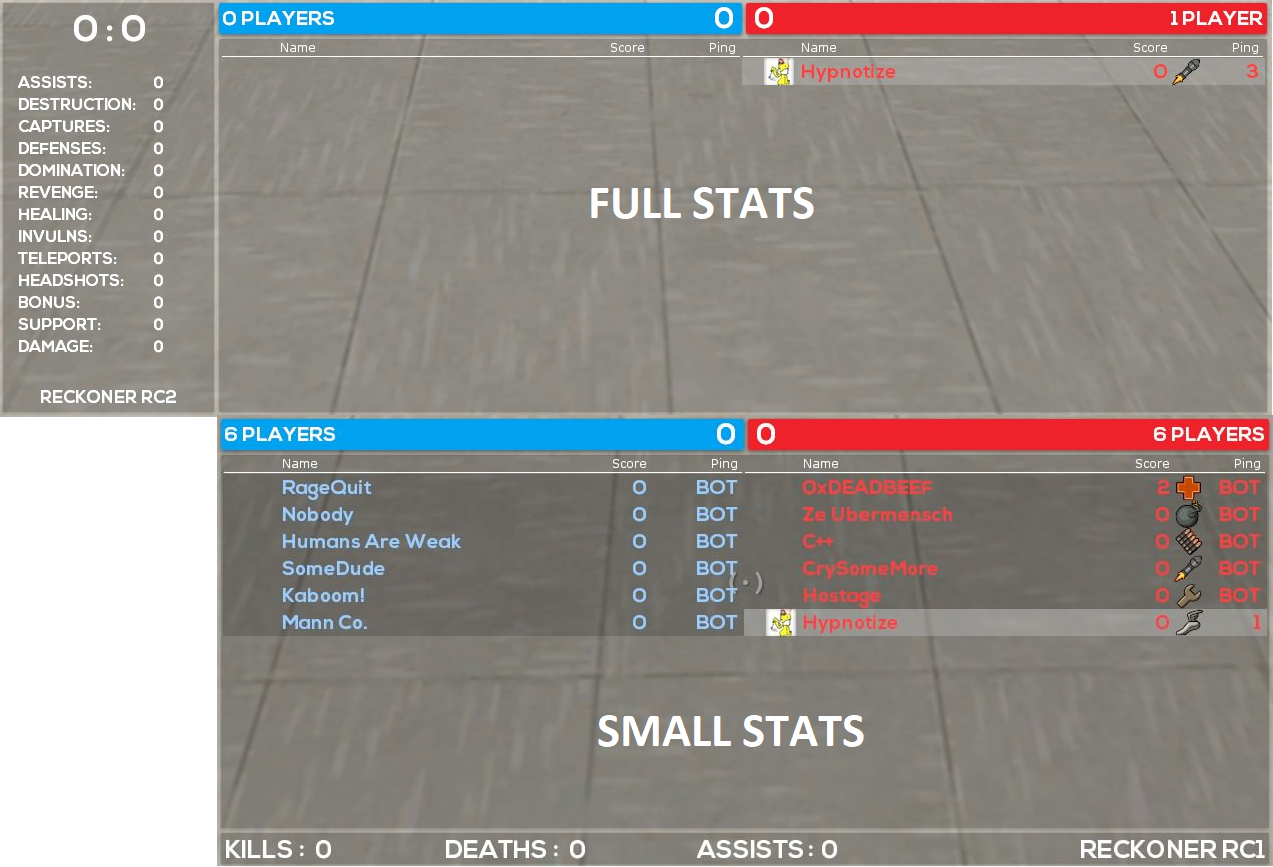 0:0
ASSISTS: 0
DESTRUCTION: 0
CAPTURES: 0
DEFENSES: 0
DOMINATION: 0
REVENGE: 0
HEALING: 0
INVULNS: 0
TELEPORTS: 0
HEADSHOTS: 0
BONUS: 0
SUPPORT: 0
DAMAGE: 0
RECKONER RC2
0 PLAYERS 0 0 1 PLAYER
Name Score Ping Name Score Ping
Hypnotize 0 3
FULL STATS
6 PLAYERS 0 0 6 PLAYERS
Name Score Ping Name Score Ping
RageQuit 0 BOT 0xDEADBEEF 2 BOT
Nobody 0 BOT Ze Ubermensch 0 BOT
Humans Are Weak 0 BOT C++ 0 BOT
SomeDude 0 BOT CrySomeMore 0 BOT
Kaboom! 0 BOT Hostage 0 BOT
Mann Co. 0 BOT Hypnotize 0 1
SMALL STATS
KILLS : 0 DEATHS : 0 ASSISTS : 0 RECKONER RC1